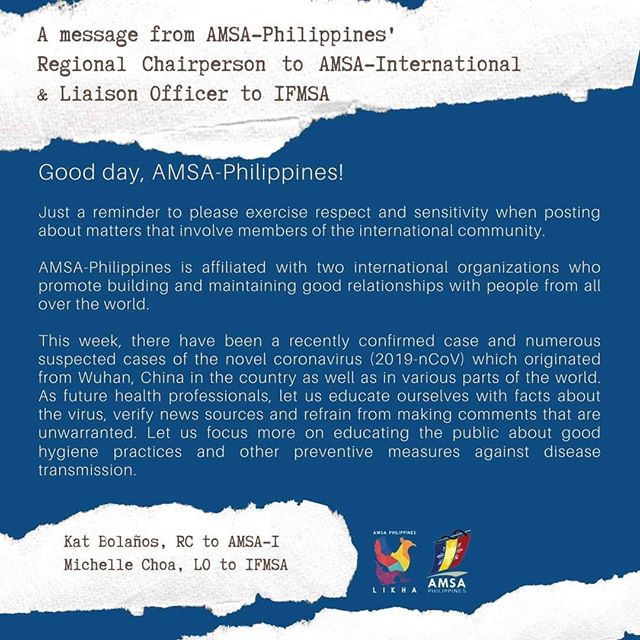 A message from AMSA-Philippines'
Regional Chairperson to AMSA-International
& Liaison Officer to IFMSA
Good day, AMSA-Philippines!
Just a reminder to please exercise respect and sensitivity when posting
about matters that involve members of the international community.
AMSA-Philippines is affiliated with two international organizations who
promote building and maintaining good relationships with people from all
over the world.
This week, there have been a recently confirmed case and numerous
suspected cases of the novel coronavirus (2019-nCoV) which originated
from Wuhan, China in the country as well as in various parts of the world.
As future health professionals, let us educate ourselves with facts about
the virus, verify news sources and refrain from making comments that are
unwarranted. Let us focus more on educating the public about good
hygiene practices and other preventive measures against disease
transmission.
Kat Bolaños, RC to AMSA-I
Michelle Choa, LO to IFMSA
AMSA PHILIPPINES
LIKHA
AMSA
PHILIPPINES